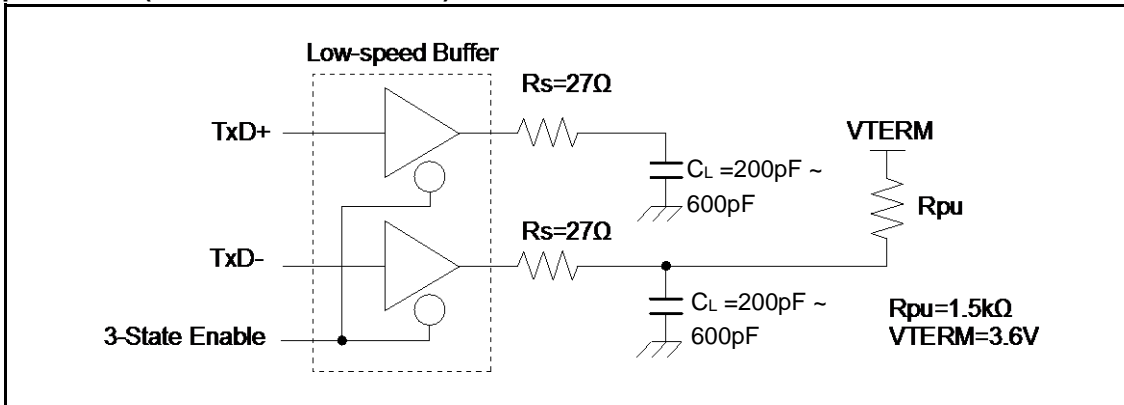 Low-speed Buffer
Rs=27Ω
TxD+
VTERM
CL =200pF ~
600pF
Rpu
Rs=27Ω
TxD-
CL =200pF ~
600pF
Rpu=1.5kΩ
VTERM=3.6V
3-State Enable